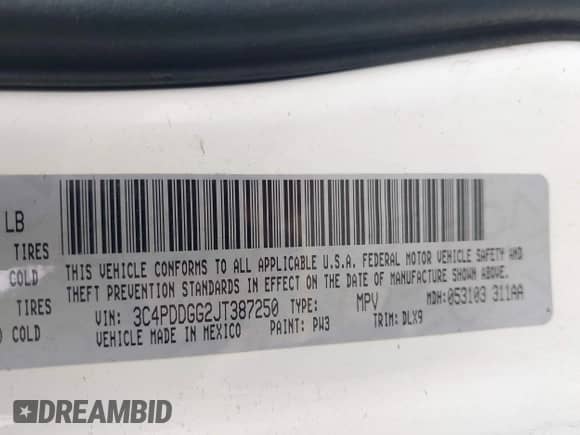 LB
TIRES
COLD
TIRES
COLD
THIS VEHICLE CONFORMS TO ALL APPLICABLE U.S.A. FEDERAL MOTOR VEHICLE SAFETY AND
THEFT PREVENTION STANDARDS IN EFFECT ON THE DATE OF MANUFACTURE SHOWN ABOVE.
VIN: 3C4PDDGG2JT387250 TYPE: MPV MDH:053103 311AA
VEHICLE MADE IN MEXICO PAINT: PW3 TRIM: DLX9
DREAMBID